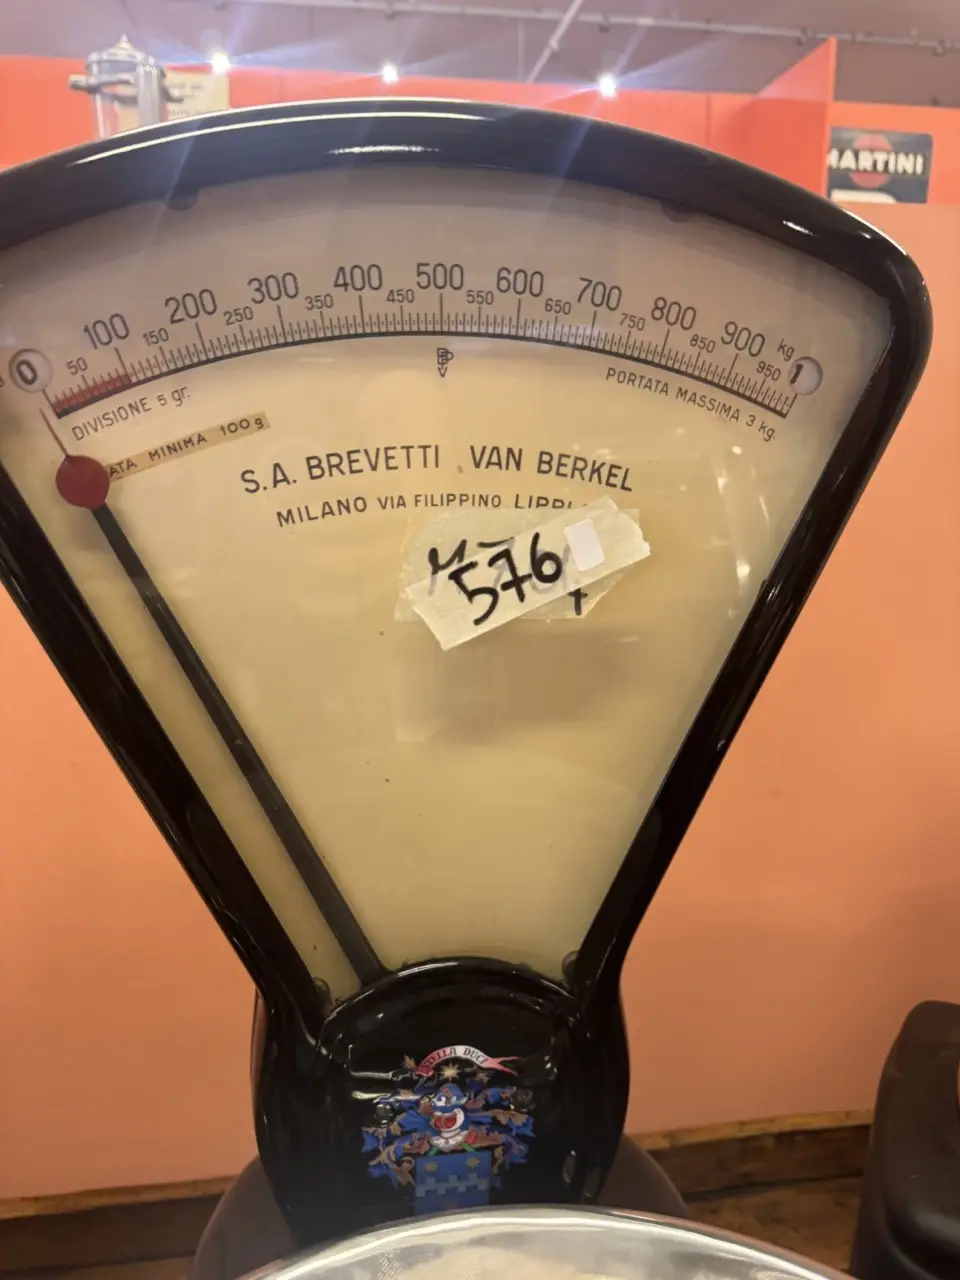 MARTINI
0 50 100 150 200 250 300 350 400 450 500 550 600 650 700 750 800 850 900 950 kg 1
DIVISIONE 5 gr.
PORTATA MASSIMA 3 kg.
ATA MINIMA 100 g
S.A. BREVETTI VAN BERKEL
MILANO VIA FILIPPINO LIPPI
576
STELLA DUCE